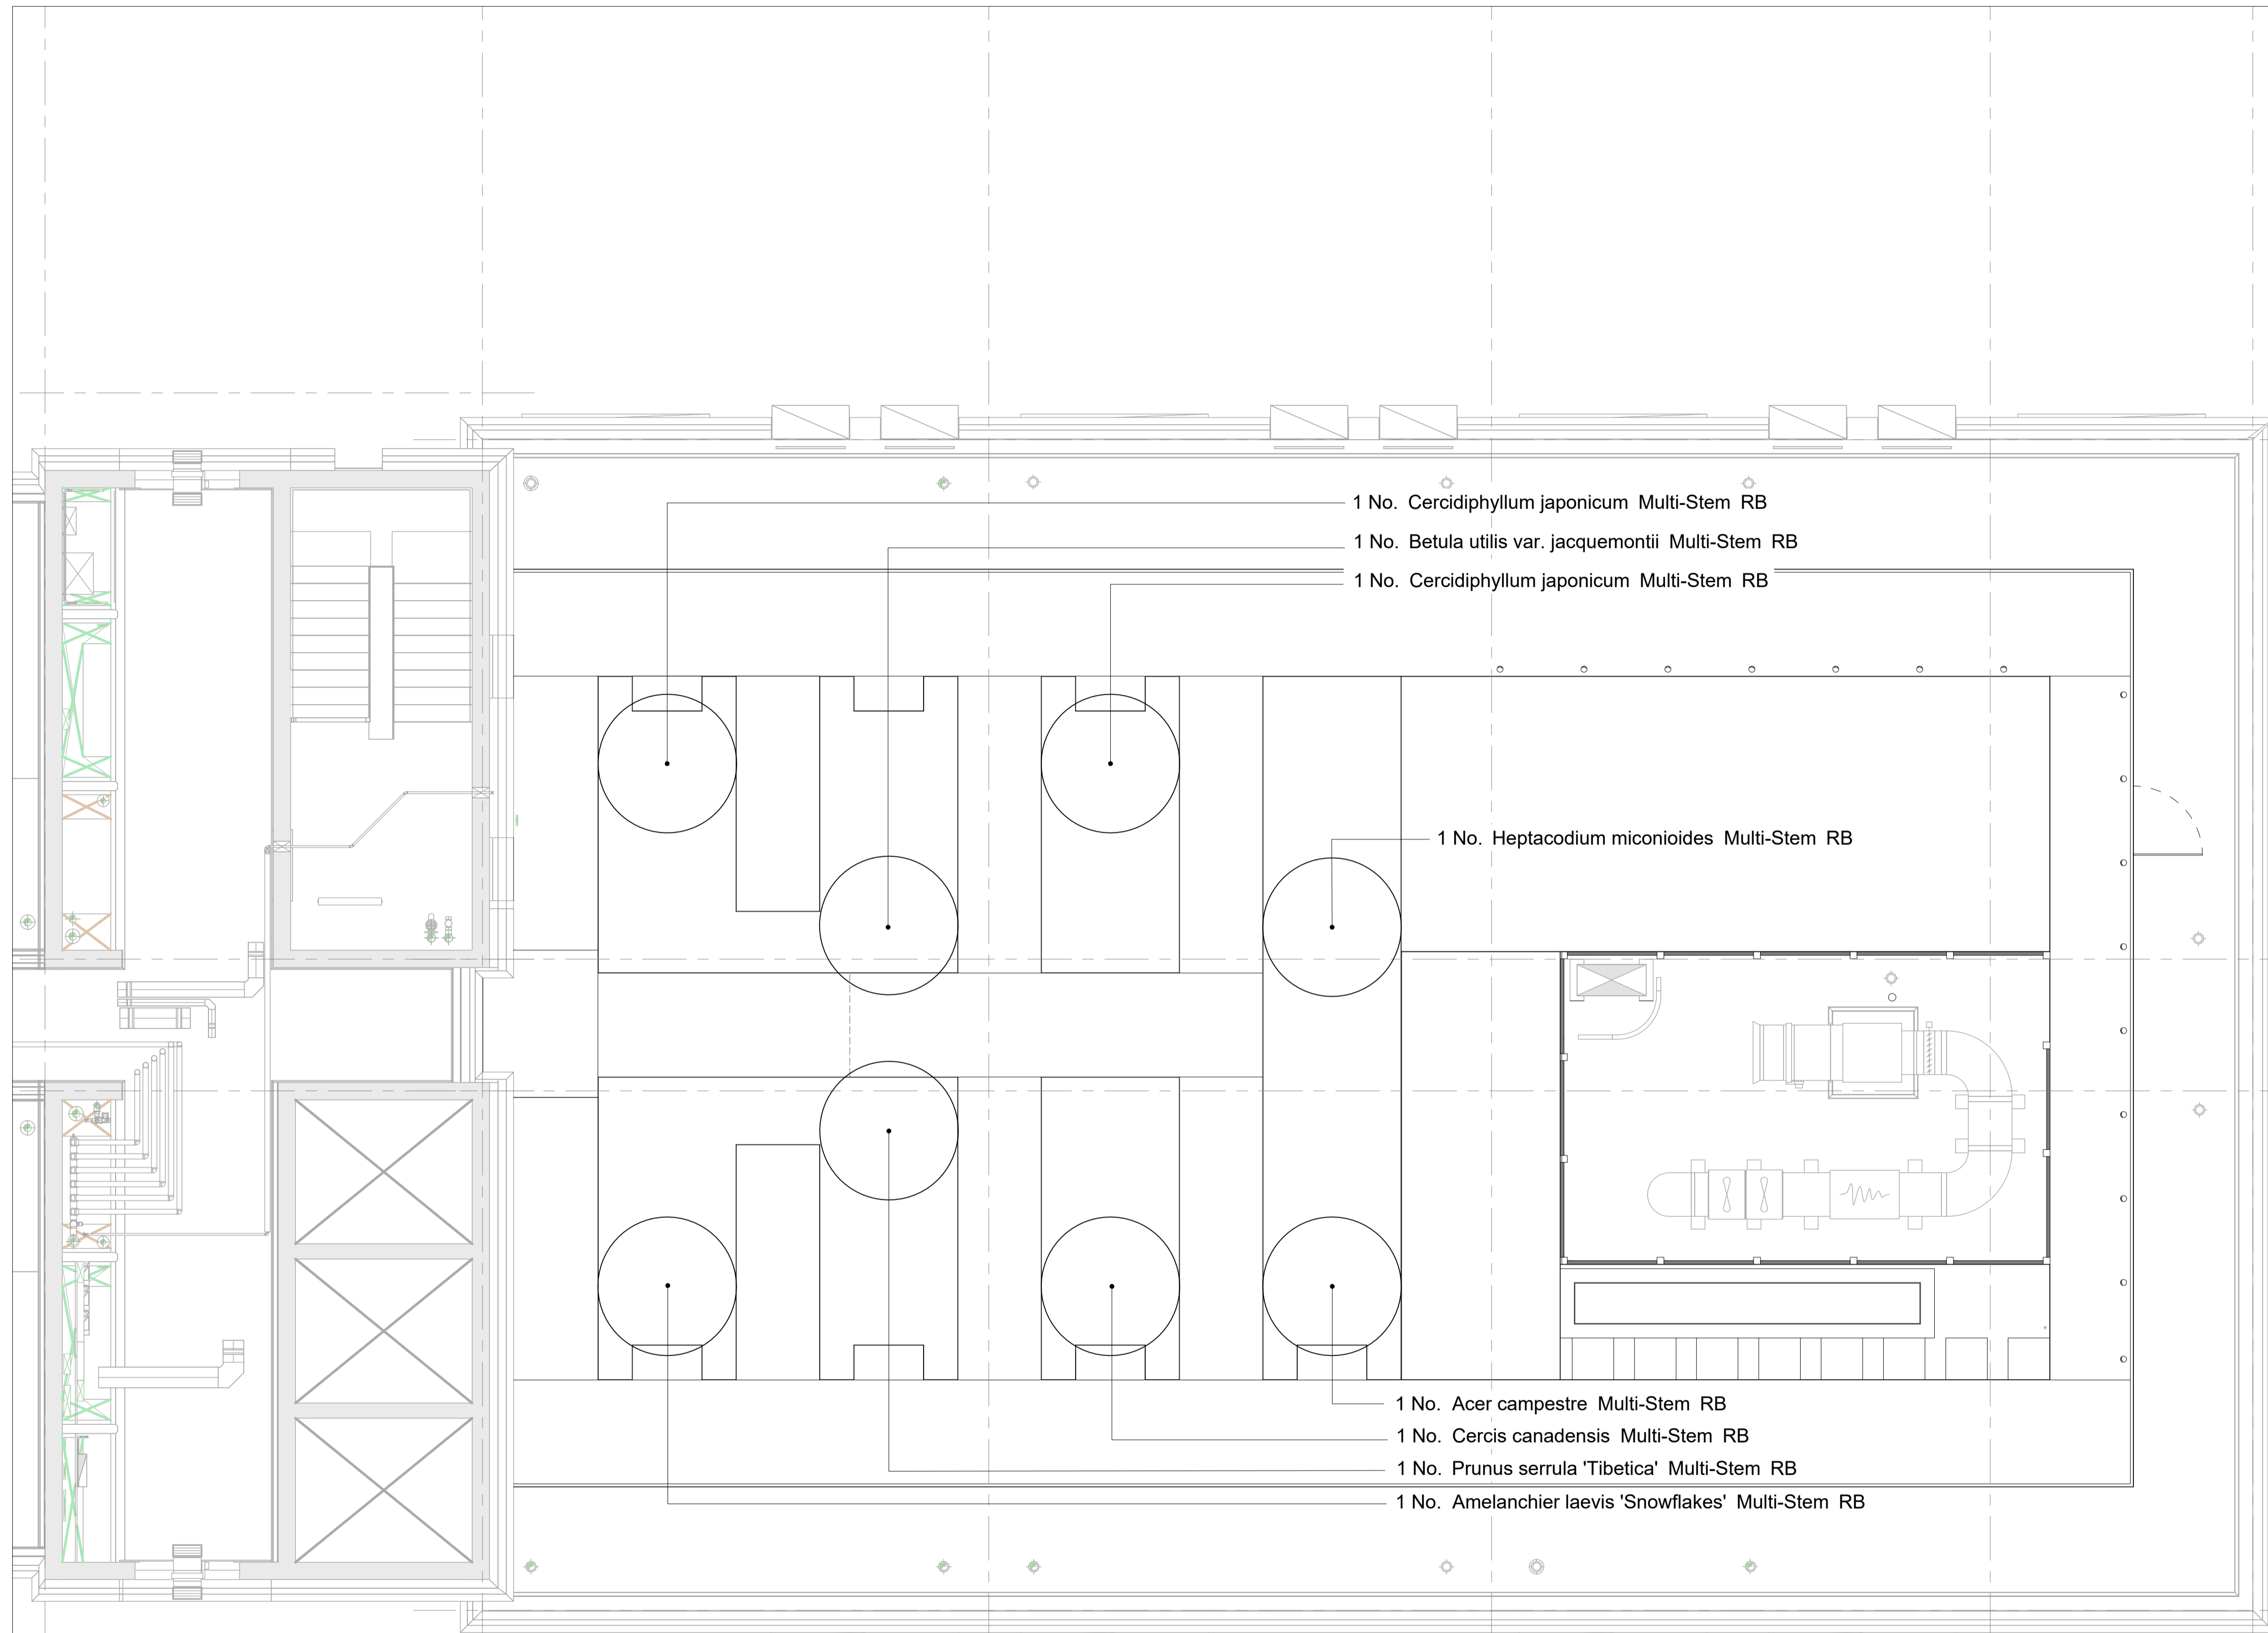 1 No. Cercidiphyllum japonicum Multi-Stem RB
1 No. Betula utilis var. jacquemontii Multi-Stem RB
1 No. Cercidiphyllum japonicum Multi-Stem RB
1 No. Heptacodium miconioides Multi-Stem RB
1 No. Acer campestre Multi-Stem RB
1 No. Cercis canadensis Multi-Stem RB
1 No. Prunus serrula 'Tibetica' Multi-Stem RB
1 No. Amelanchier laevis 'Snowflakes' Multi-Stem RB